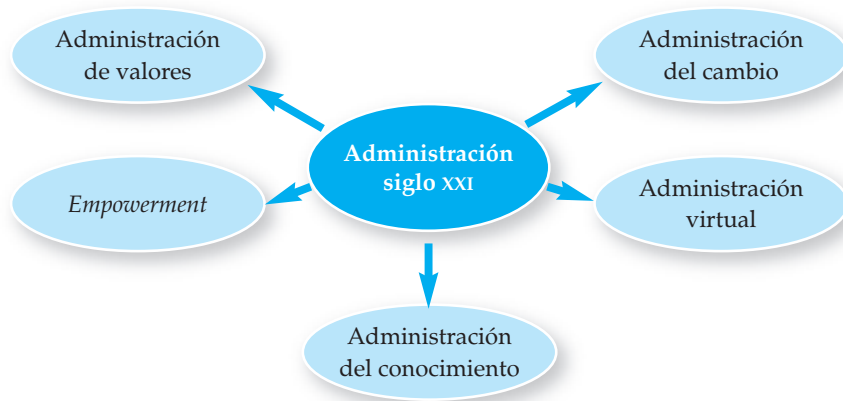 Administración
de valores
Administración
del cambio
Administración
siglo XXI
Empowerment
Administración
virtual
Administración
del conocimiento